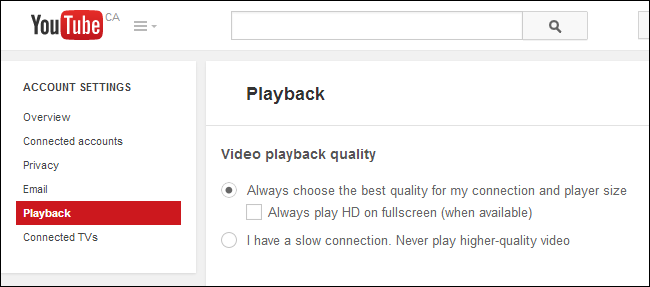 YouTube CA
ACCOUNT SETTINGS
Overview
Connected accounts
Privacy
Email
Playback
Connected TVs
Playback
Video playback quality
Always choose the best quality for my connection and player size
Always play HD on fullscreen (when available)
I have a slow connection. Never play higher-quality video